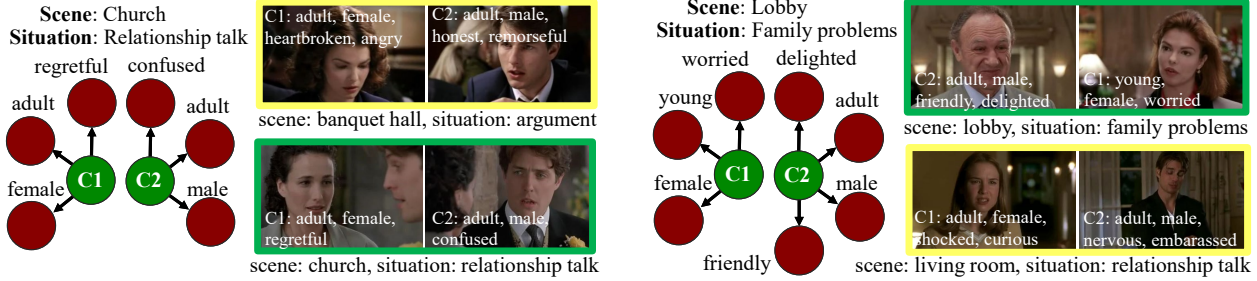 Scene: Church
Situation: Relationship talk
regretful
confused
adult
adult
female
C1
C2
male
C1: adult, female,
heartbroken, angry
C2: adult, male,
honest, remorseful
scene: banquet hall, situation: argument
C1: adult, female,
regretful
C2: adult, male,
confused
scene: church, situation: relationship talk
Scene: Lobby
Situation: Family problems
worried
delighted
young
adult
female
C1
C2
male
friendly
C2: adult, male,
friendly, delighted
C1: young,
female, worried
scene: lobby, situation: family problems
C1: adult, female,
shocked, curious
C2: adult, male,
nervous, embarassed
scene: living room, situation: relationship talk